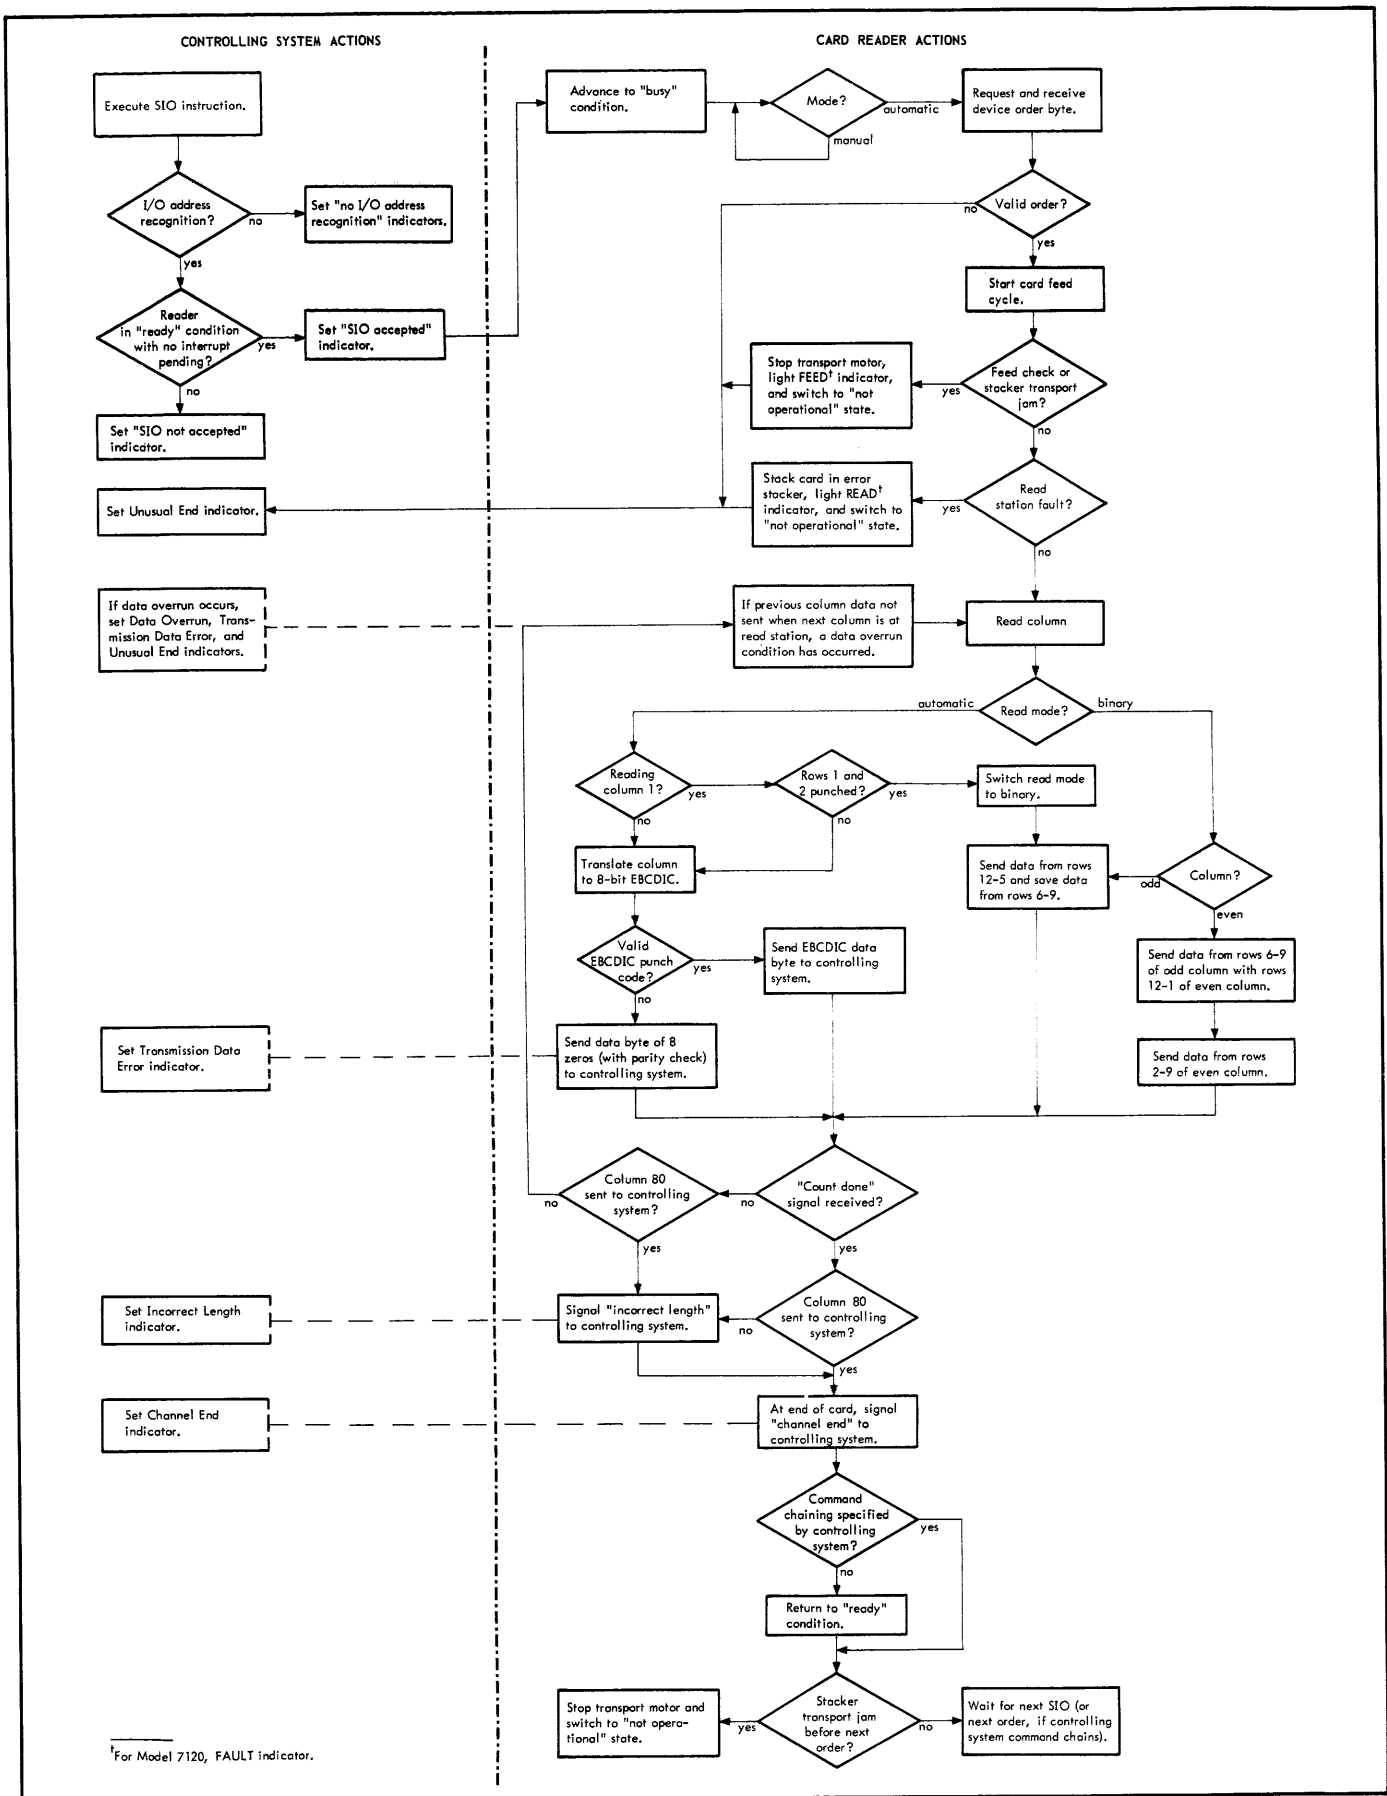 CONTROLLING SYSTEM ACTIONS
CARD READER ACTIONS
Execute SIO instruction.
I/O address
recognition?
no
Set "no I/O address
recognition" indicators.
yes
Reader
in "ready" condition
with no interrupt
pending?
yes
Set "SIO accepted"
indicator.
no
Set "SIO not accepted"
indicator.
Advance to "busy"
condition.
Mode?
automatic
manual
Request and receive
device order byte.
Valid order?
no
yes
Start card feed
cycle.
Feed check or
stacker transport
jam?
yes
Stop transport motor,
light FEED† indicator,
and switch to "not
operational" state.
no
Read
station fault?
yes
Stack card in error
stacker, light READ†
indicator, and switch to
"not operational" state.
Set Unusual End indicator.
no
If data overrun occurs,
set Data Overrun, Trans-
mission Data Error, and
Unusual End indicators.
If previous column data not
sent when next column is at
read station, a data overrun
condition has occurred.
Read column
Read mode?
automatic
binary
Reading
column 1?
yes
no
Rows 1 and
2 punched?
yes
no
Switch read mode
to binary.
Translate column
to 8-bit EBCDIC.
Send data from rows
12-5 and save data
from rows 6-9.
Column?
odd
even
Valid
EBCDIC punch
code?
yes
no
Send EBCDIC data
byte to controlling
system.
Send data from rows 6-9
of odd column with rows
12-1 of even column.
Set Transmission Data
Error indicator.
Send data byte of 8
zeros (with parity check)
to controlling system.
Send data from rows
2-9 of even column.
Column 80
sent to controlling
system?
no
yes
"Count done"
signal received?
no
yes
Set Incorrect Length
indicator.
Signal "incorrect length"
to controlling system.
Column 80
sent to controlling
system?
no
yes
Set Channel End
indicator.
At end of card, signal
"channel end" to
controlling system.
Command
chaining specified
by controlling
system?
yes
no
Return to "ready"
condition.
Stop transport motor and
switch to "not opera-
tional" state.
yes
Stacker
transport jam
before next
order?
no
Wait for next SIO (or
next order, if controlling
system command chains).
†For Model 7120, FAULT indicator.